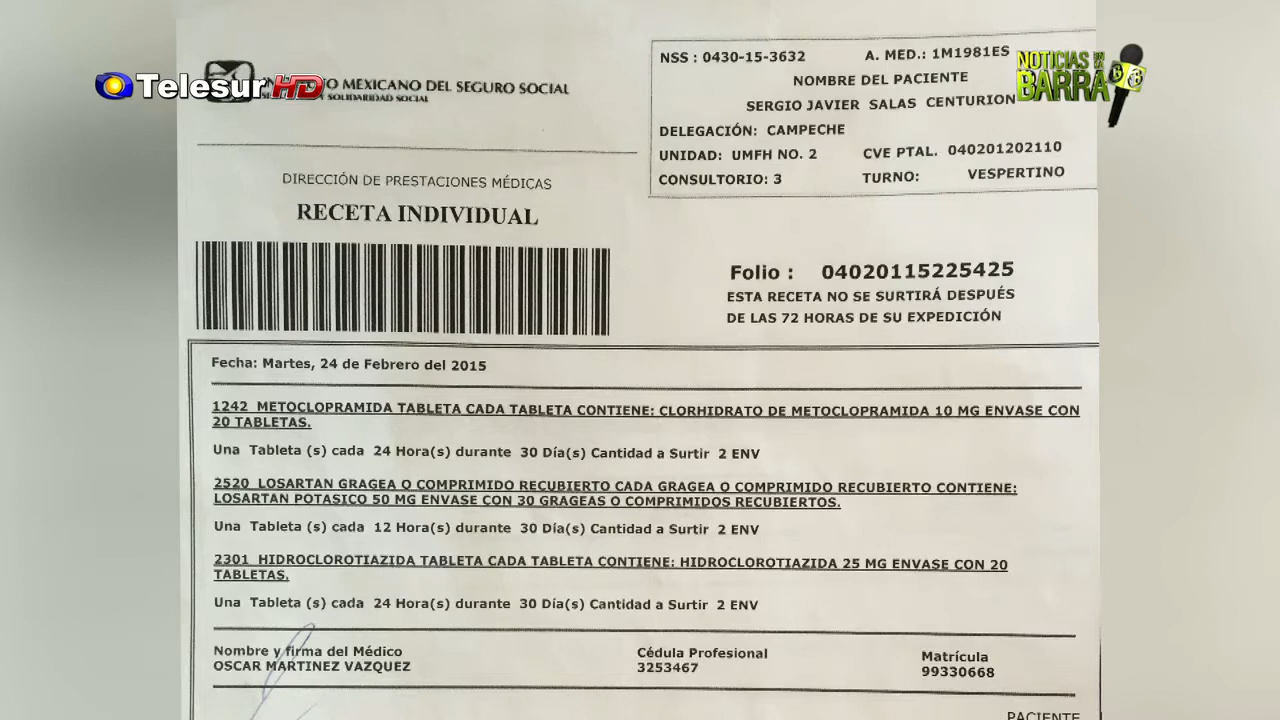 Telesur HD
NOTICIAS EN
BARRA
O MEXICANO DEL SEGURO SOCIAL
Y SOLIDARIDAD SOCIAL
NSS : 0430-15-3632 A. MED.: 1M1981ES
NOMBRE DEL PACIENTE
SERGIO JAVIER SALAS CENTURION
DELEGACIÓN: CAMPECHE
UNIDAD: UMFH NO. 2 CVE PTAL. 040201202110
CONSULTORIO: 3 TURNO: VESPERTINO
DIRECCIÓN DE PRESTACIONES MÉDICAS
RECETA INDIVIDUAL
Folio : 04020115225425
ESTA RECETA NO SE SURTIRÁ DESPUÉS
DE LAS 72 HORAS DE SU EXPEDICIÓN
Fecha: Martes, 24 de Febrero del 2015
1242 METOCLOPRAMIDA TABLETA CADA TABLETA CONTIENE: CLORHIDRATO DE METOCLOPRAMIDA 10 MG ENVASE CON
20 TABLETAS.
Una Tableta (s) cada 24 Hora(s) durante 30 Día(s) Cantidad a Surtir 2 ENV
2520 LOSARTAN GRAGEA O COMPRIMIDO RECUBIERTO CADA GRAGEA O COMPRIMIDO RECUBIERTO CONTIENE:
LOSARTAN POTASICO 50 MG ENVASE CON 30 GRAGEAS O COMPRIMIDOS RECUBIERTOS.
Una Tableta (s) cada 12 Hora(s) durante 30 Día(s) Cantidad a Surtir 2 ENV
2301 HIDROCLOROTIAZIDA TABLETA CADA TABLETA CONTIENE: HIDROCLOROTIAZIDA 25 MG ENVASE CON 20
TABLETAS.
Una Tableta (s) cada 24 Hora(s) durante 30 Día(s) Cantidad a Surtir 2 ENV
Nombre y firma del Médico Cédula Profesional Matrícula
OSCAR MARTINEZ VAZQUEZ 3253467 99330668
PACIENTE